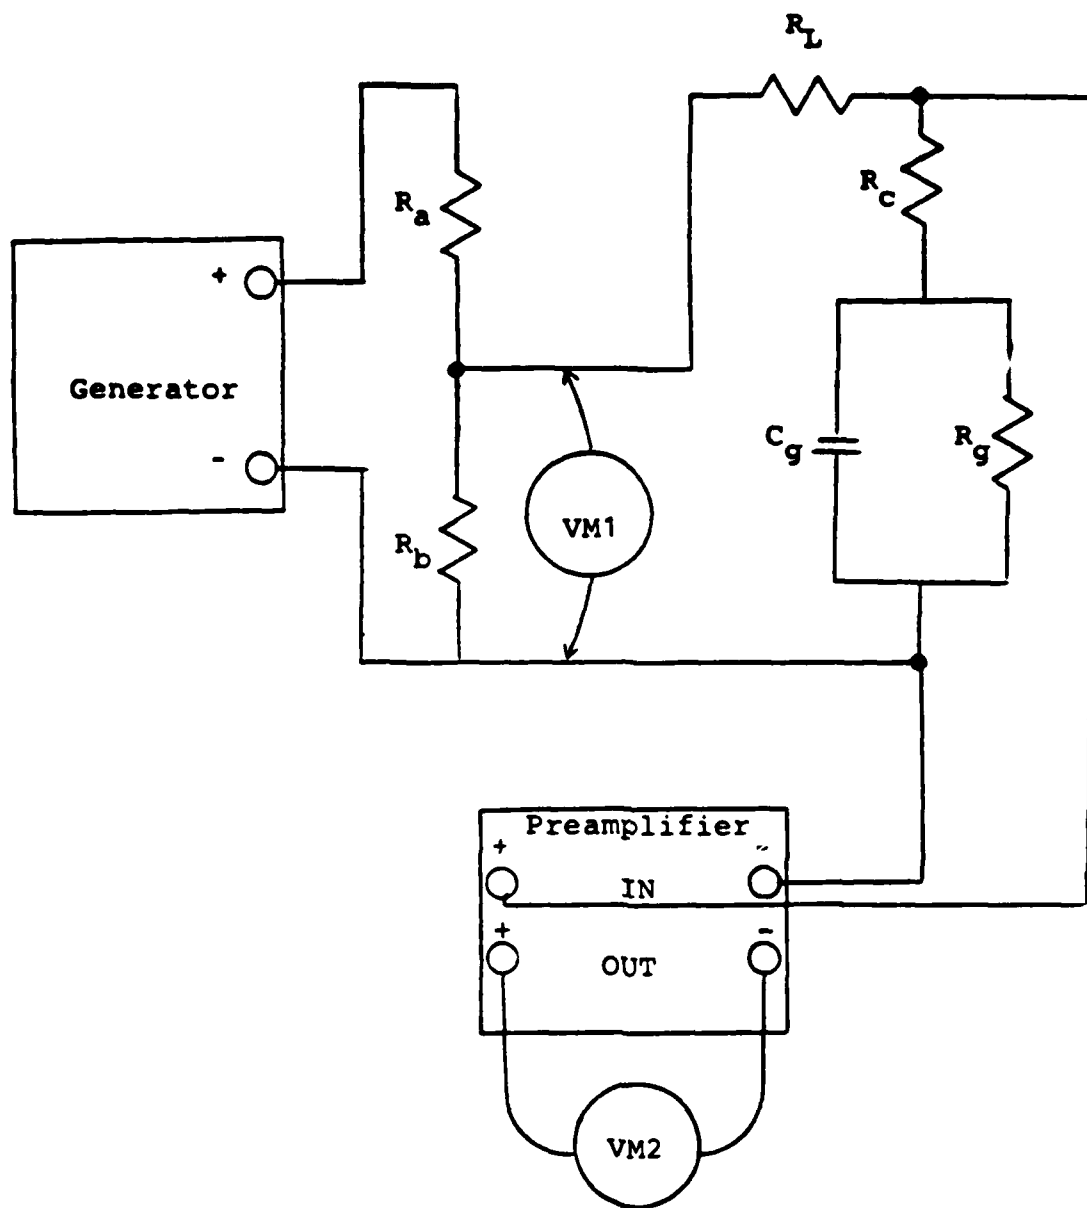 R_L
R_c
R_a
+
Generator
-
C_g
R_g
R_b
VM1
Preamplifier
+ -
IN
+ -
OUT
VM2